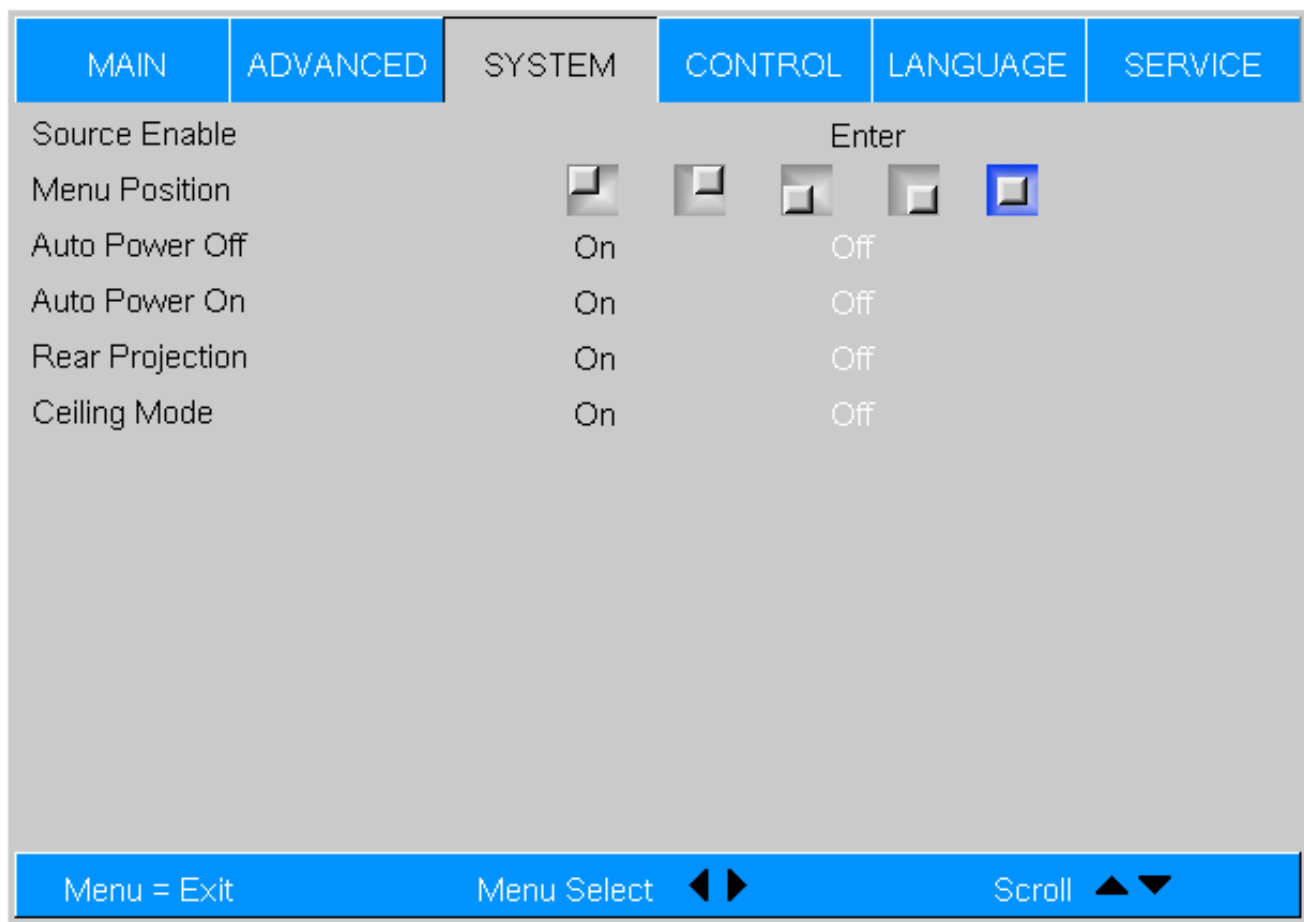 MAIN ADVANCED SYSTEM CONTROL LANGUAGE SERVICE
Source Enable Enter
Menu Position
Auto Power Off On Off
Auto Power On On Off
Rear Projection On Off
Ceiling Mode On Off
Menu = Exit Menu Select Scroll